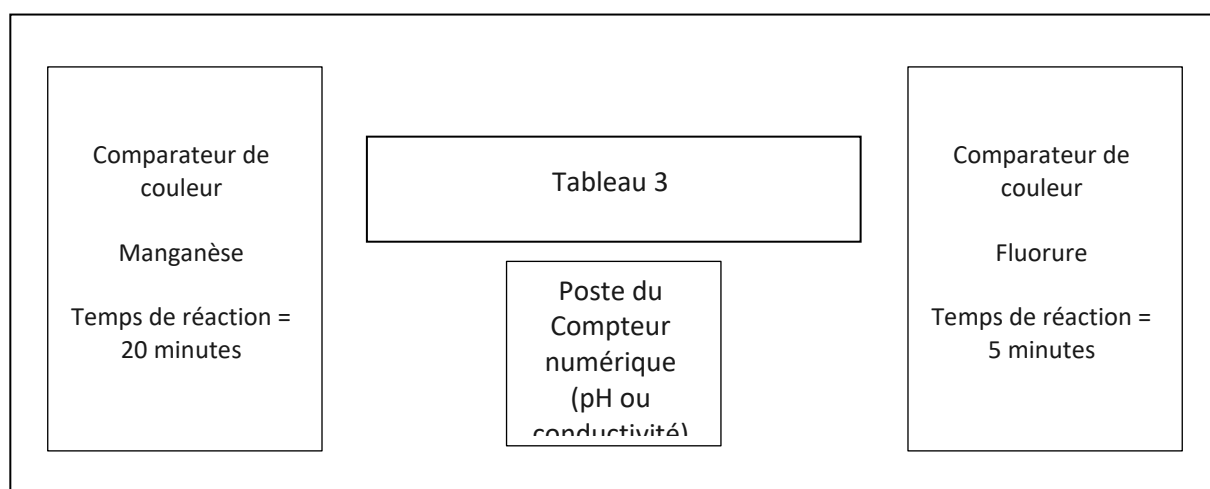 Comparateur de
couleur
Manganèse
Temps de réaction =
20 minutes
Tableau 3
Poste du
Compteur
numérique
(pH ou
conductivité)
Comparateur de
couleur
Fluorure
Temps de réaction =
5 minutes